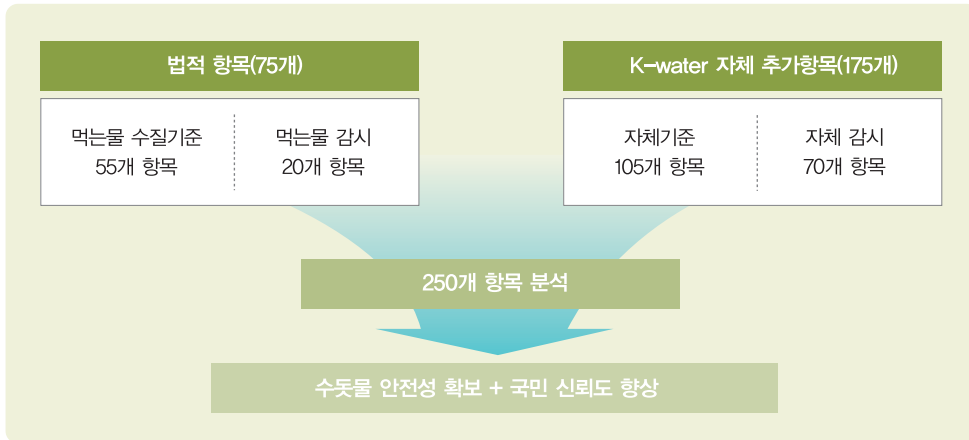 법적 항목(75개)
먹는물 수질기준
55개 항목
먹는물 감시
20개 항목
K-water 자체 추가항목(175개)
자체기준
105개 항목
자체 감시
70개 항목
250개 항목 분석
수돗물 안전성 확보 + 국민 신뢰도 향상